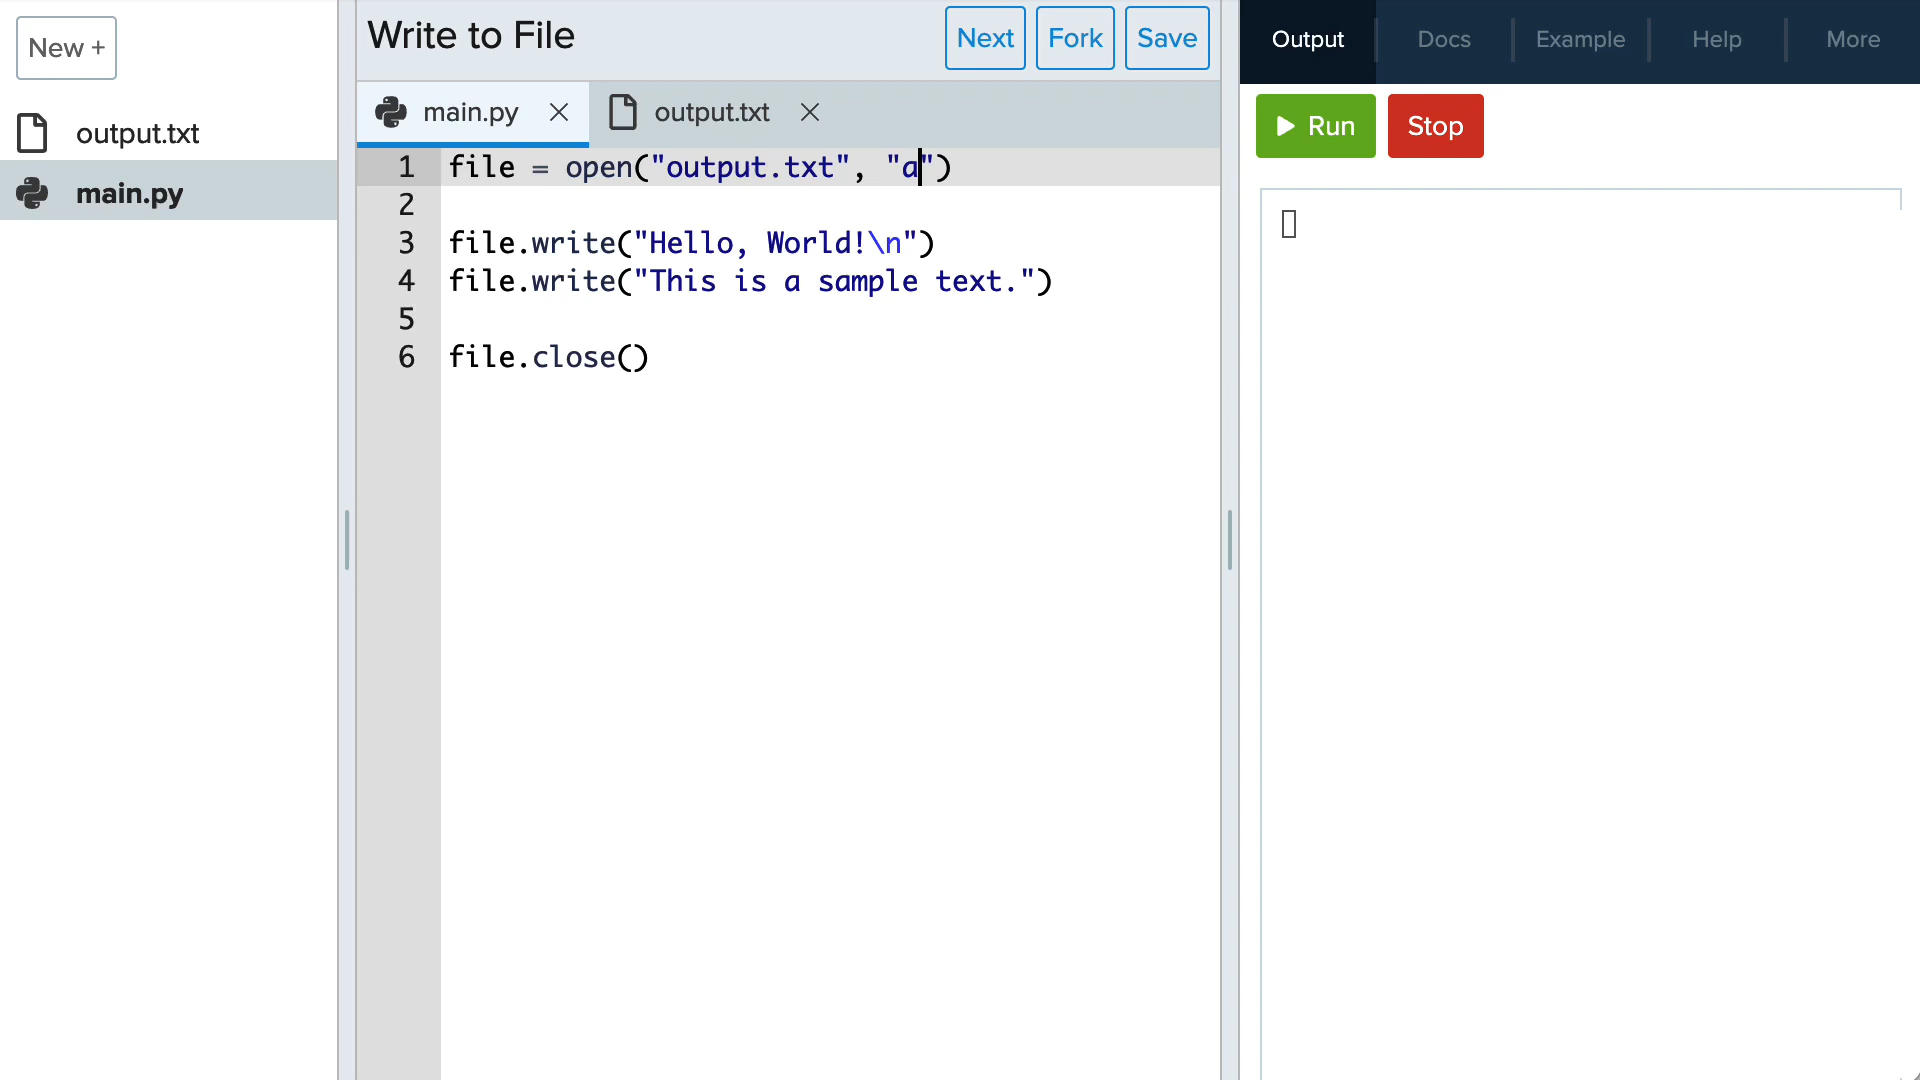 New +
output.txt
main.py
Write to File
Next
Fork
Save
main.py
output.txt
1 file = open("output.txt", "a")
2
3 file.write("Hello, World!\n")
4 file.write("This is a sample text.")
5
6 file.close()
Output
Docs
Example
Help
More
Run
Stop